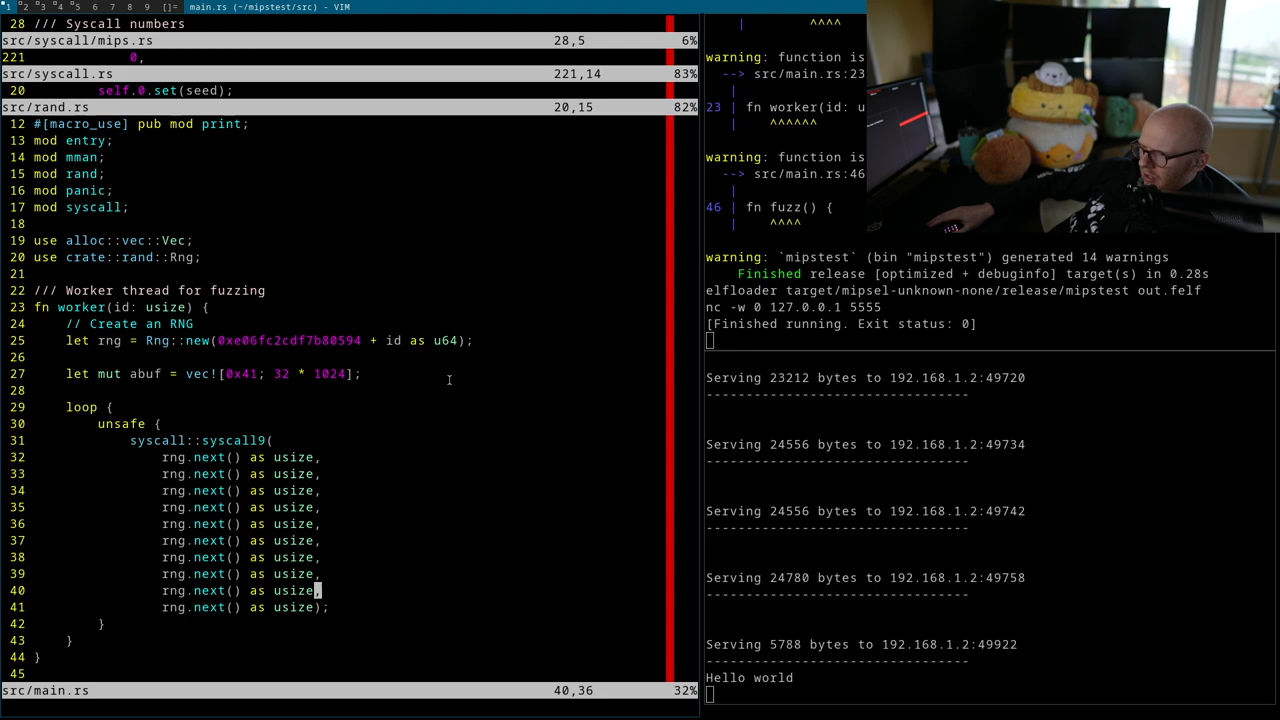 1 2 3 4 5 6 7 8 9 []= main.rs (~/mipstest/src) - VIM
28 /// Syscall numbers
src/syscall/mips.rs 28,5 6%
221 0,
src/syscall.rs 221,14 83%
20 self.0.set(seed);
src/rand.rs 20,15 82%
12 #[macro_use] pub mod print;
13 mod entry;
14 mod mman;
15 mod rand;
16 mod panic;
17 mod syscall;
18
19 use alloc::vec::Vec;
20 use crate::rand::Rng;
21
22 /// Worker thread for fuzzing
23 fn worker(id: usize) {
24 // Create an RNG
25 let rng = Rng::new(0xe06fc2cdf7b80594 + id as u64);
26
27 let mut abuf = vec![0x41; 32 * 1024];
28
29 loop {
30 unsafe {
31 syscall::syscall9(
32 rng.next() as usize,
33 rng.next() as usize,
34 rng.next() as usize,
35 rng.next() as usize,
36 rng.next() as usize,
37 rng.next() as usize,
38 rng.next() as usize,
39 rng.next() as usize,
40 rng.next() as usize,
41 rng.next() as usize);
42 }
43 }
44 }
45
src/main.rs 40,36 32%
| ^^^^
warning: function is
--> src/main.rs:23
|
23 | fn worker(id: u
| ^^^^^^
warning: function is
--> src/main.rs:46
|
46 | fn fuzz() {
| ^^^^
warning: `mipstest` (bin "mipstest") generated 14 warnings
Finished release [optimized + debuginfo] target(s) in 0.28s
elfloader target/mipsel-unknown-none/release/mipstest out.felf
nc -w 0 127.0.0.1 5555
[Finished running. Exit status: 0]
Serving 23212 bytes to 192.168.1.2:49720
---------------------------------
Serving 24556 bytes to 192.168.1.2:49734
---------------------------------
Serving 24556 bytes to 192.168.1.2:49742
---------------------------------
Serving 24780 bytes to 192.168.1.2:49758
---------------------------------
Serving 5788 bytes to 192.168.1.2:49922
---------------------------------
Hello world